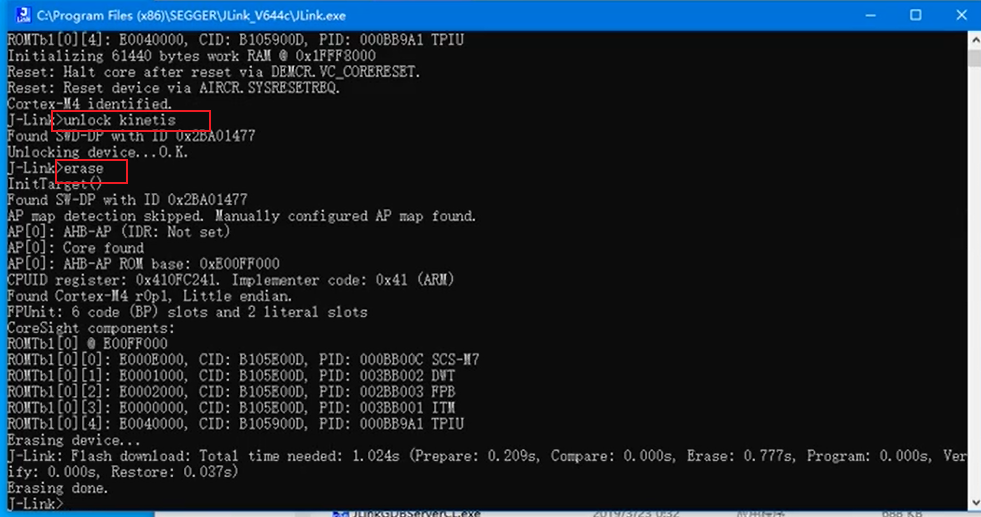 C:\Program Files (x86)\SEGGER\JLink_V644c\JLink.exe
ROMTbl[0][4]: E0040000, CID: B105900D, PID: 000BB9A1 TPIU
Initializing 61440 bytes work RAM @ 0x1FFF8000
Reset: Halt core after reset via DEMCR.VC_CORERESET.
Reset: Reset device via AIRCR.SYSRESETREQ.
Cortex-M4 identified.
J-Link>unlock kinetis
Found SWD-DP with ID 0x2BA01477
Unlocking device...O.K.
J-Link>erase
InitTarget()
Found SW-DP with ID 0x2BA01477
AP map detection skipped. Manually configured AP map found.
AP[0]: AHB-AP (IDR: Not set)
AP[0]: Core found
AP[0]: AHB-AP ROM base: 0xE00FF000
CPUID register: 0x410FC241. Implementer code: 0x41 (ARM)
Found Cortex-M4 r0p1, Little endian.
FPUnit: 6 code (BP) slots and 2 literal slots
CoreSight components:
ROMTbl[0] @ E00FF000
ROMTbl[0][0]: E000E000, CID: B105E00D, PID: 000BB00C SCS-M7
ROMTbl[0][1]: E0001000, CID: B105E00D, PID: 003BB002 DWT
ROMTbl[0][2]: E0002000, CID: B105E00D, PID: 002BB003 FPB
ROMTbl[0][3]: E0000000, CID: B105E00D, PID: 003BB001 ITM
ROMTbl[0][4]: E0040000, CID: B105900D, PID: 000BB9A1 TPIU
Erasing device...
J-Link: Flash download: Total time needed: 1.024s (Prepare: 0.209s, Compare: 0.000s, Erase: 0.777s, Program: 0.000s, Ver
ify: 0.000s, Restore: 0.037s)
Erasing done.
J-Link>
JLinkGDBServerCL.exe 2019/3/23 0:32